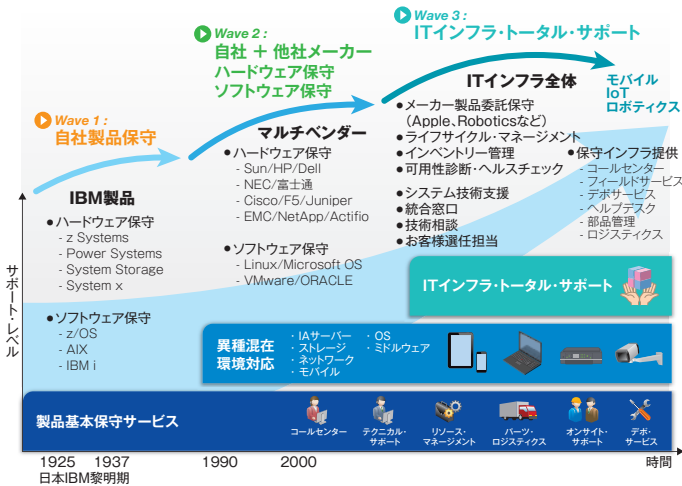 Wave 1 :
自社製品保守
Wave 2 :
自社 ＋ 他社メーカー
ハードウェア保守
ソフトウェア保守
Wave 3 :
ITインフラ・トータル・サポート
IBM製品
●ハードウェア保守
- z Systems
- Power Systems
- System Storage
- System x
●ソフトウェア保守
- z/OS
- AIX
- IBM i
マルチベンダー
●ハードウェア保守
- Sun/HP/Dell
- NEC/富士通
- Cisco/F5/Juniper
- EMC/NetApp/Actifio
●ソフトウェア保守
- Linux/Microsoft OS
- VMware/ORACLE
ITインフラ全体
●メーカー製品委託保守
（Apple、Roboticsなど）
●ライフサイクル・マネージメント
●インベントリー管理
●可用性診断・ヘルスチェック
●システム技術支援
●統合窓口
●技術相談
●お客様選任担当
モバイル
IoT
ロボティクス
●保守インフラ提供
- コールセンター
- フィールドサービス
- デポサービス
- ヘルプデスク
- 部品管理
- ロジスティクス
ITインフラ・トータル・サポート
異種混在
環境対応
・IAサーバー
・ストレージ
・ネットワーク
・モバイル
・OS
・ミドルウェア
製品基本保守サービス
コールセンター
テクニカル・
サポート
リソース・
マネージメント
パーツ・
ロジスティクス
オンサイト・
サポート
デポ・
サービス
サポート・レベル
1925
1937
1990
2000
時間
日本IBM黎明期